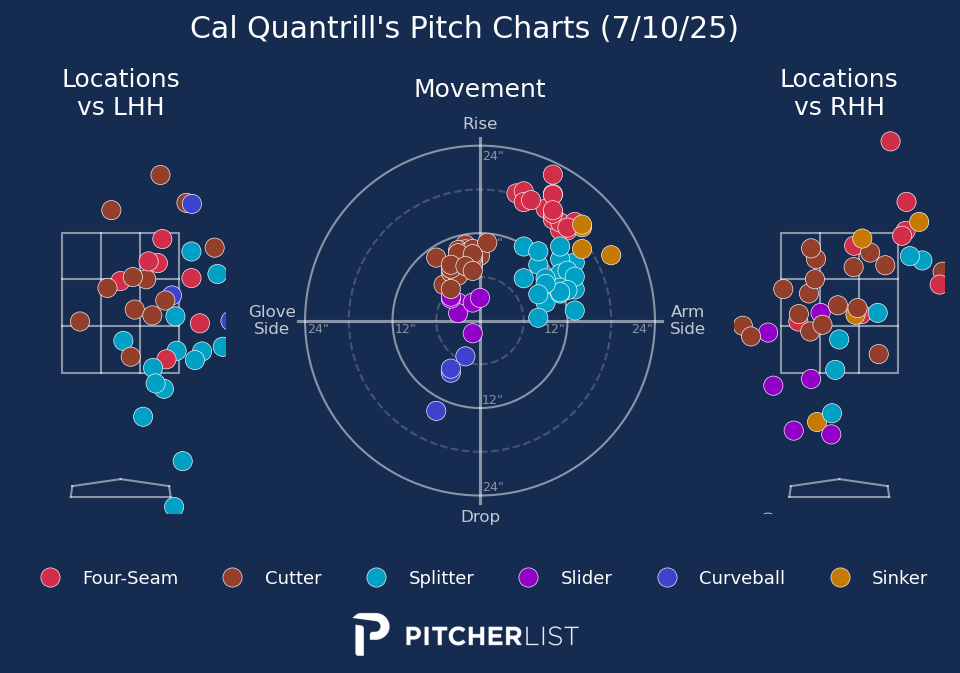 Cal Quantrill's Pitch Charts (7/10/25)
Locations
vs LHH
Movement
Locations
vs RHH
Rise
24"
12"
Glove
Side
24"
12"
12"
24"
Arm
Side
12"
24"
Drop
Four-Seam
Cutter
Splitter
Slider
Curveball
Sinker
PITCHERLIST